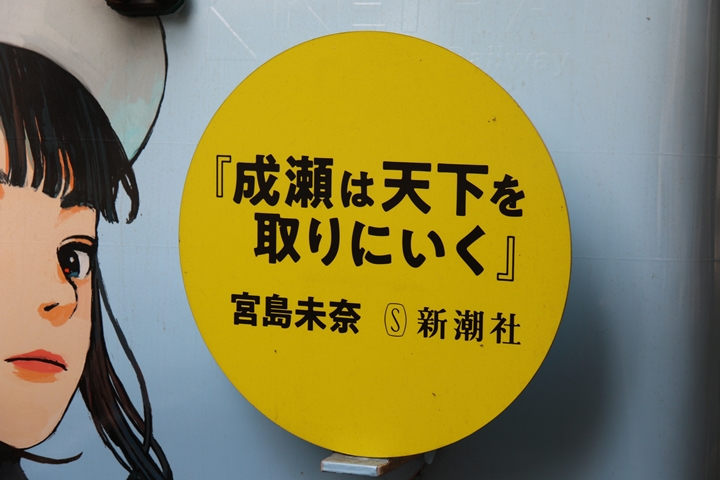 『成瀬は天下を
取りにいく』
宮島未奈 S 新潮社